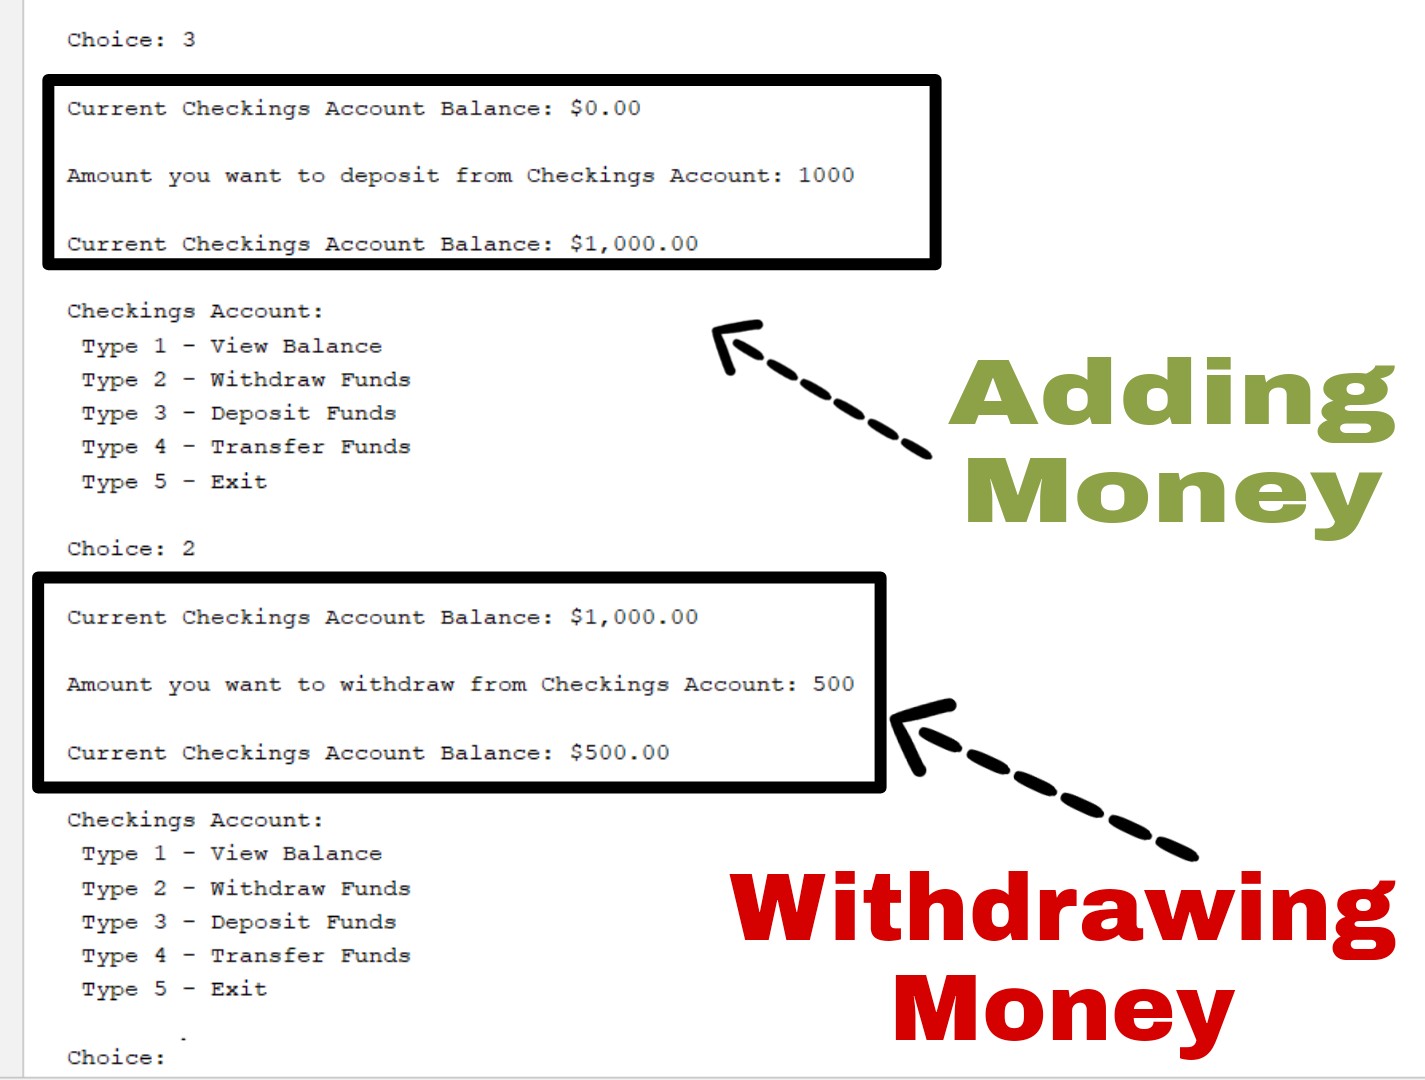 Choice: 3
Current Checkings Account Balance: $0.00
Amount you want to deposit from Checkings Account: 1000
Current Checkings Account Balance: $1,000.00
Checkings Account:
Type 1 - View Balance
Type 2 - Withdraw Funds
Type 3 - Deposit Funds
Type 4 - Transfer Funds
Type 5 - Exit
Adding
Money
Choice: 2
Current Checkings Account Balance: $1,000.00
Amount you want to withdraw from Checkings Account: 500
Current Checkings Account Balance: $500.00
Checkings Account:
Type 1 - View Balance
Type 2 - Withdraw Funds
Type 3 - Deposit Funds
Type 4 - Transfer Funds
Type 5 - Exit
Withdrawing
Money
Choice: